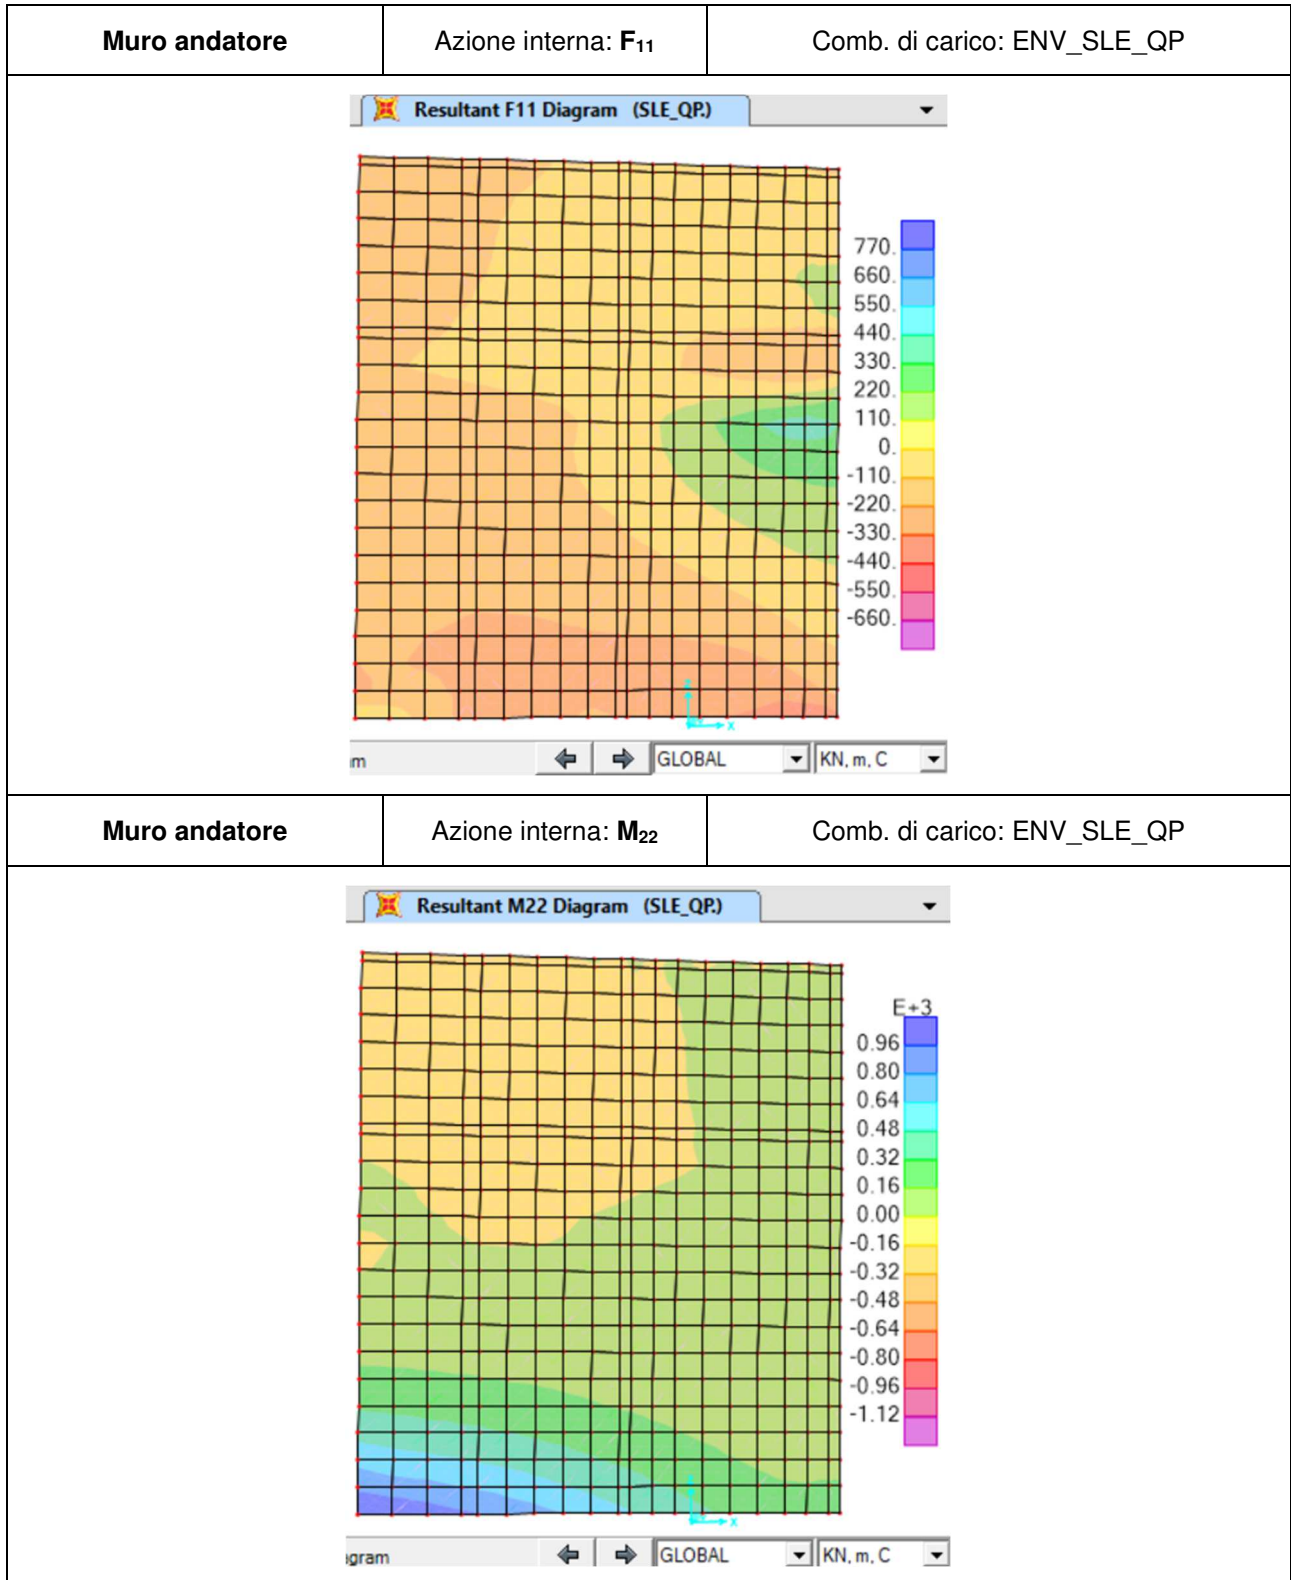 Muro andatore Azione interna: F11 Comb. di carico: ENV_SLE_QP
Resultant F11 Diagram (SLE_QP.)
770.
660.
550.
440.
330.
220.
110.
0.
-110.
-220.
-330.
-440.
-550.
-660.
Z
X
am GLOBAL KN, m, C
Muro andatore Azione interna: M22 Comb. di carico: ENV_SLE_QP
Resultant M22 Diagram (SLE_QP.)
E+3
0.96
0.80
0.64
0.48
0.32
0.16
0.00
-0.16
-0.32
-0.48
-0.64
-0.80
-0.96
-1.12
X
agram GLOBAL KN, m, C